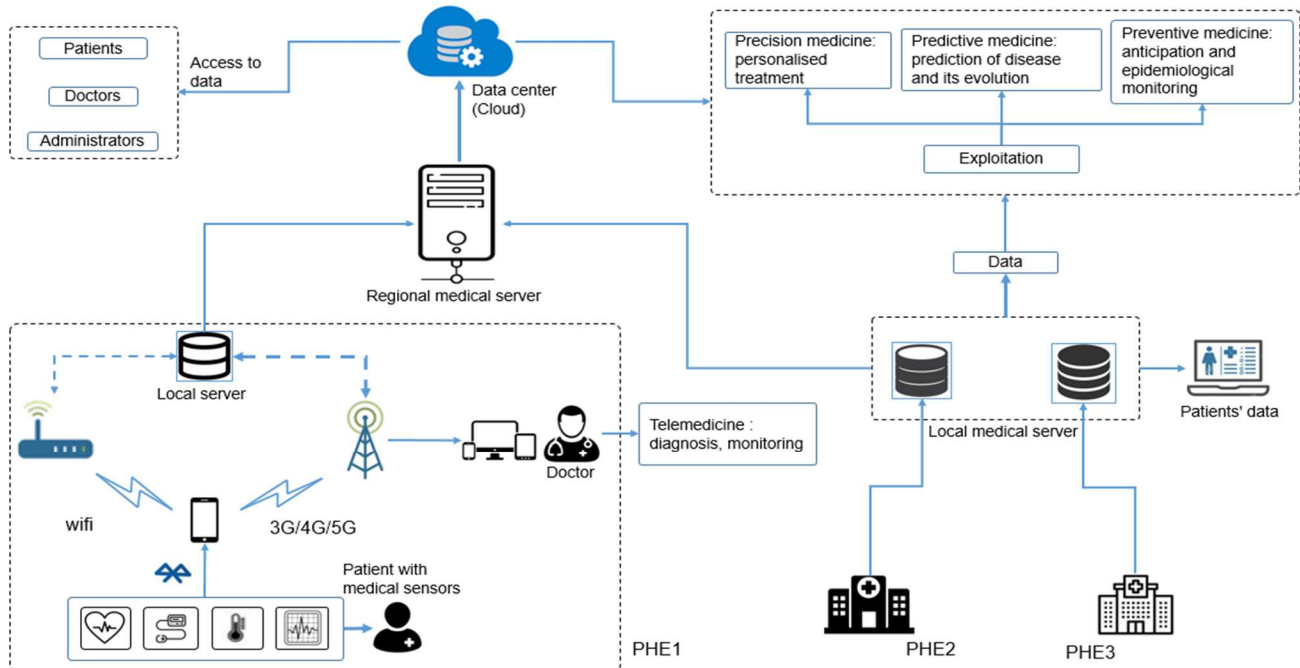 Patients
Doctors
Administrators
Access to
data
Data center
(Cloud)
Precision medicine:
personalised
treatment
Predictive medicine:
prediction of disease
and its evolution
Preventive medicine:
anticipation and
epidemiological
monitoring
Exploitation
Data
Regional medical server
Local server
Telemedicine :
diagnosis, monitoring
Doctor
wifi
3G/4G/5G
Patient with
medical sensors
PHE1
Local medical server
Patients' data
PHE2
PHE3